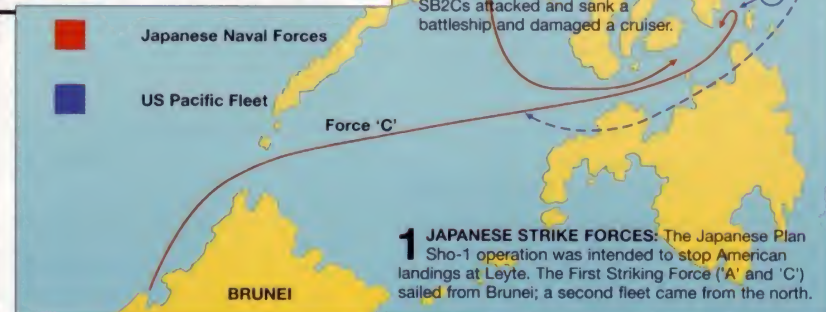 SB2Cs attacked and sank a
battleship and damaged a cruiser.
Japanese Naval Forces
US Pacific Fleet
Force 'C'
1 JAPANESE STRIKE FORCES: The Japanese Plan
Sho-1 operation was intended to stop American
landings at Leyte. The First Striking Force ('A' and 'C')
sailed from Brunei; a second fleet came from the north.
BRUNEI